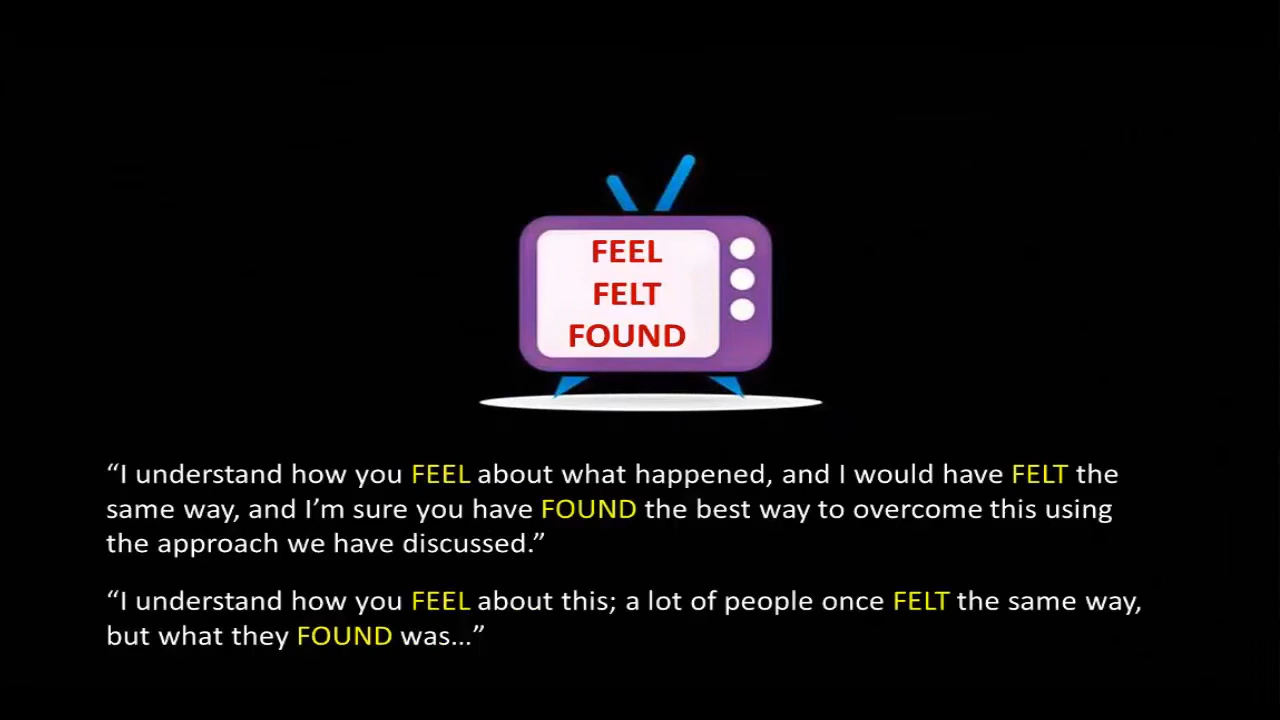 FEEL
FELT
FOUND
“I understand how you FEEL about what happened, and I would have FELT the
same way, and I’m sure you have FOUND the best way to overcome this using
the approach we have discussed.”
“I understand how you FEEL about this; a lot of people once FELT the same way,
but what they FOUND was...”